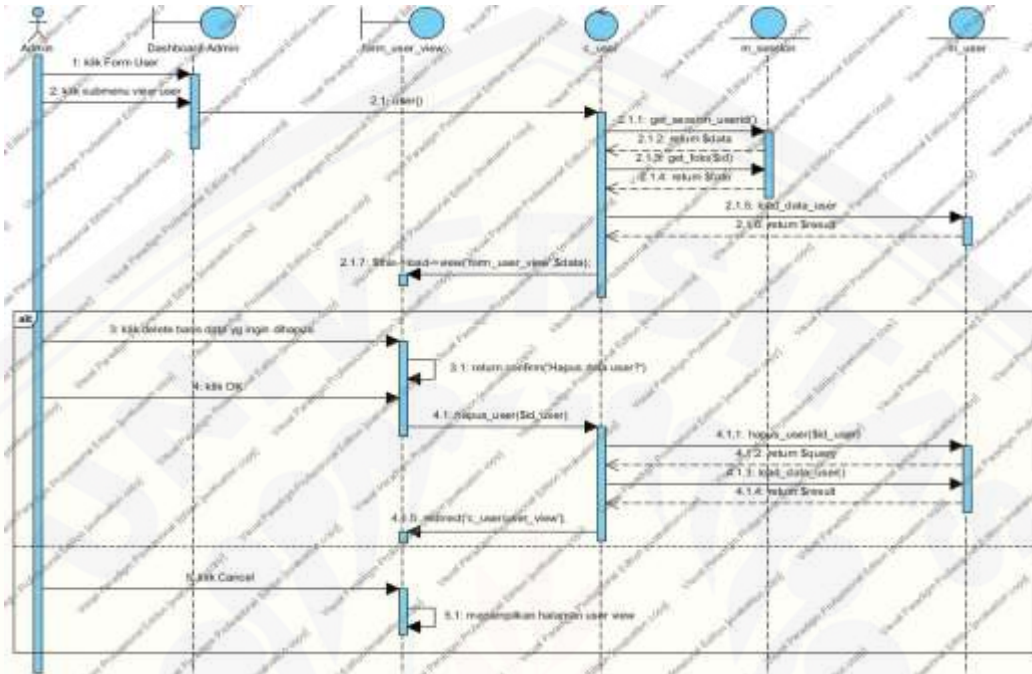 Admin
Dashboard Admin
form_user_view
c_user
m_session
m_user
1: klik Form User
2: klik submenu view user
2.1: user()
2.1.1: get_session_userid()
2.1.2: return $data
2.1.3: get_foto($id)
2.1.4: return $foto
2.1.5: load_data_user
2.1.6: return $result
2.1.7: $this->load->view('form_user_view',$data);
alt
3: klik delete baris data yg ingin dihapus
3.1: return confirm('Hapus data user?')
4: klik OK
4.1: hapus_user($id_user)
4.1.1: hapus_user($id_user)
4.1.2: return $query
4.1.3: load_data_user()
4.1.4: return $result
4.1.5: redirect('c_user/user_view').
5: klik Cancel
5.1: menampilkan halaman user view